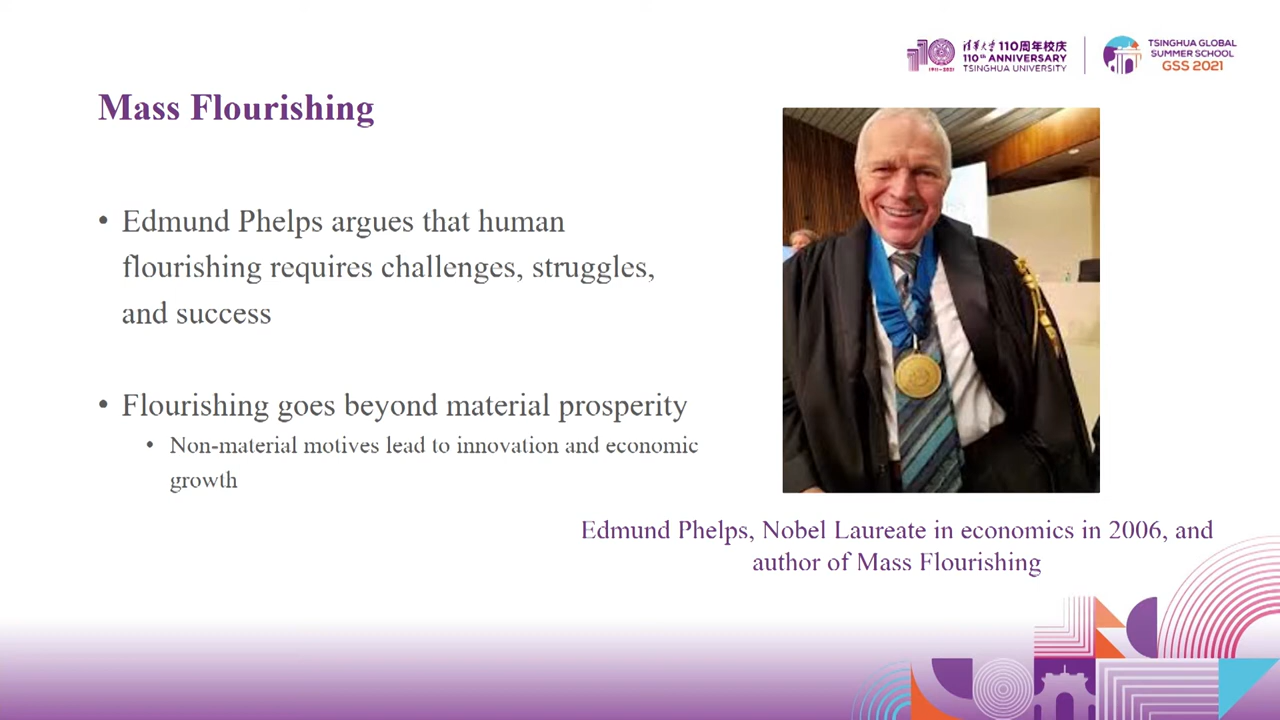 清华大学 110周年校庆
110th ANNIVERSARY
TSINGHUA UNIVERSITY
1911-2021
TSINGHUA GLOBAL
SUMMER SCHOOL
GSS 2021
Mass Flourishing
• Edmund Phelps argues that human
flourishing requires challenges, struggles,
and success
• Flourishing goes beyond material prosperity
• Non-material motives lead to innovation and economic
growth
Edmund Phelps, Nobel Laureate in economics in 2006, and
author of Mass Flourishing